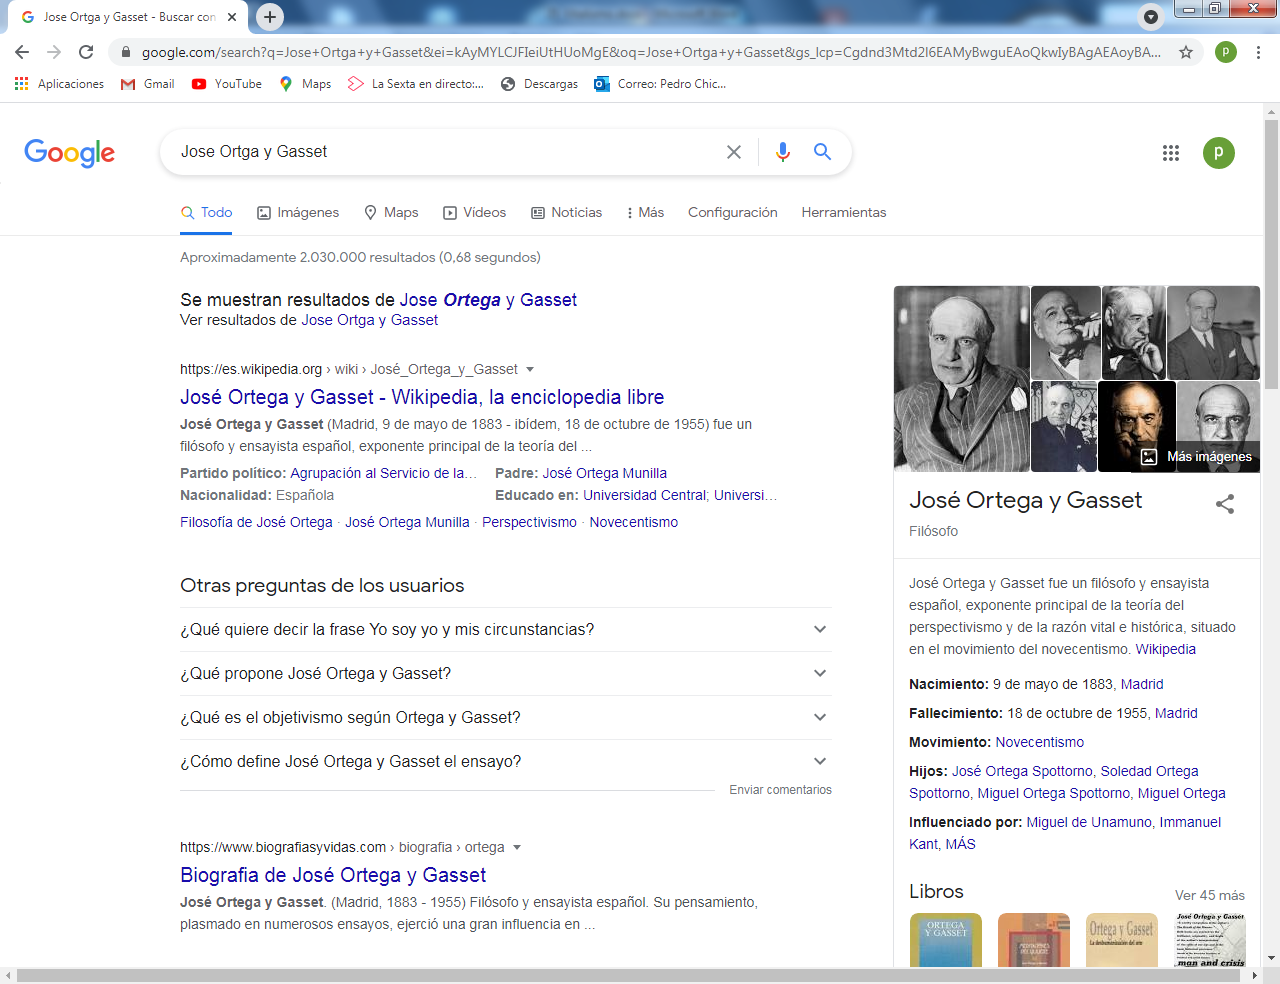 Jose Ortga y Gasset - Buscar con
google.com/search?q=Jose+Ortga+y+Gasset&ei=kAyMYLCJFIeiUtHUoMgE&oq=Jose+Ortga+y+Gasset&gs_lcp=Cgdnd3Mtd2l6EAMyBwguEAoQkwIyBAgAEAoyBA...
p
Aplicaciones
Gmail
YouTube
Maps
La Sexta en directo:...
Descargas
Correo: Pedro Chic...
Google
Jose Ortga y Gasset
p
Todo
Imágenes
Maps
Vídeos
Noticias
Más
Configuración
Herramientas
Aproximadamente 2.030.000 resultados (0,68 segundos)
Se muestran resultados de Jose Ortega y Gasset
Ver resultados de Jose Ortga y Gasset
https://es.wikipedia.org › wiki › José_Ortega_y_Gasset
José Ortega y Gasset - Wikipedia, la enciclopedia libre
José Ortega y Gasset (Madrid, 9 de mayo de 1883 - ibídem, 18 de octubre de 1955) fue un
filósofo y ensayista español, exponente principal de la teoría del ...
Partido político: Agrupación al Servicio de la...
Padre: José Ortega Munilla
Nacionalidad: Española
Educado en: Universidad Central; Universi...
Filosofía de José Ortega · José Ortega Munilla · Perspectivismo · Novecentismo
Otras preguntas de los usuarios
¿Qué quiere decir la frase Yo soy yo y mis circunstancias?
¿Qué propone José Ortega y Gasset?
¿Qué es el objetivismo según Ortega y Gasset?
¿Cómo define José Ortega y Gasset el ensayo?
Enviar comentarios
https://www.biografiasyvidas.com › biografia › ortega
Biografia de José Ortega y Gasset
José Ortega y Gasset. (Madrid, 1883 - 1955) Filósofo y ensayista español. Su pensamiento,
plasmado en numerosos ensayos, ejerció una gran influencia en ...
Más imágenes
José Ortega y Gasset
Filósofo
José Ortega y Gasset fue un filósofo y ensayista
español, exponente principal de la teoría del
perspectivismo y de la razón vital e histórica, situado
en el movimiento del novecentismo. Wikipedia
Nacimiento: 9 de mayo de 1883, Madrid
Fallecimiento: 18 de octubre de 1955, Madrid
Movimiento: Novecentismo
Hijos: José Ortega Spottorno, Soledad Ortega
Spottorno, Miguel Ortega Spottorno, Miguel Ortega
Influenciado por: Miguel de Unamuno, Immanuel
Kant, MÁS
Libros
Ver 45 más
ORTEGA
Y GASSET
MEDITACIONES
DEL QUIJOTE
Ortega y Gasset
La deshumanización del arte
José Ortega y Gasset
man and crisis